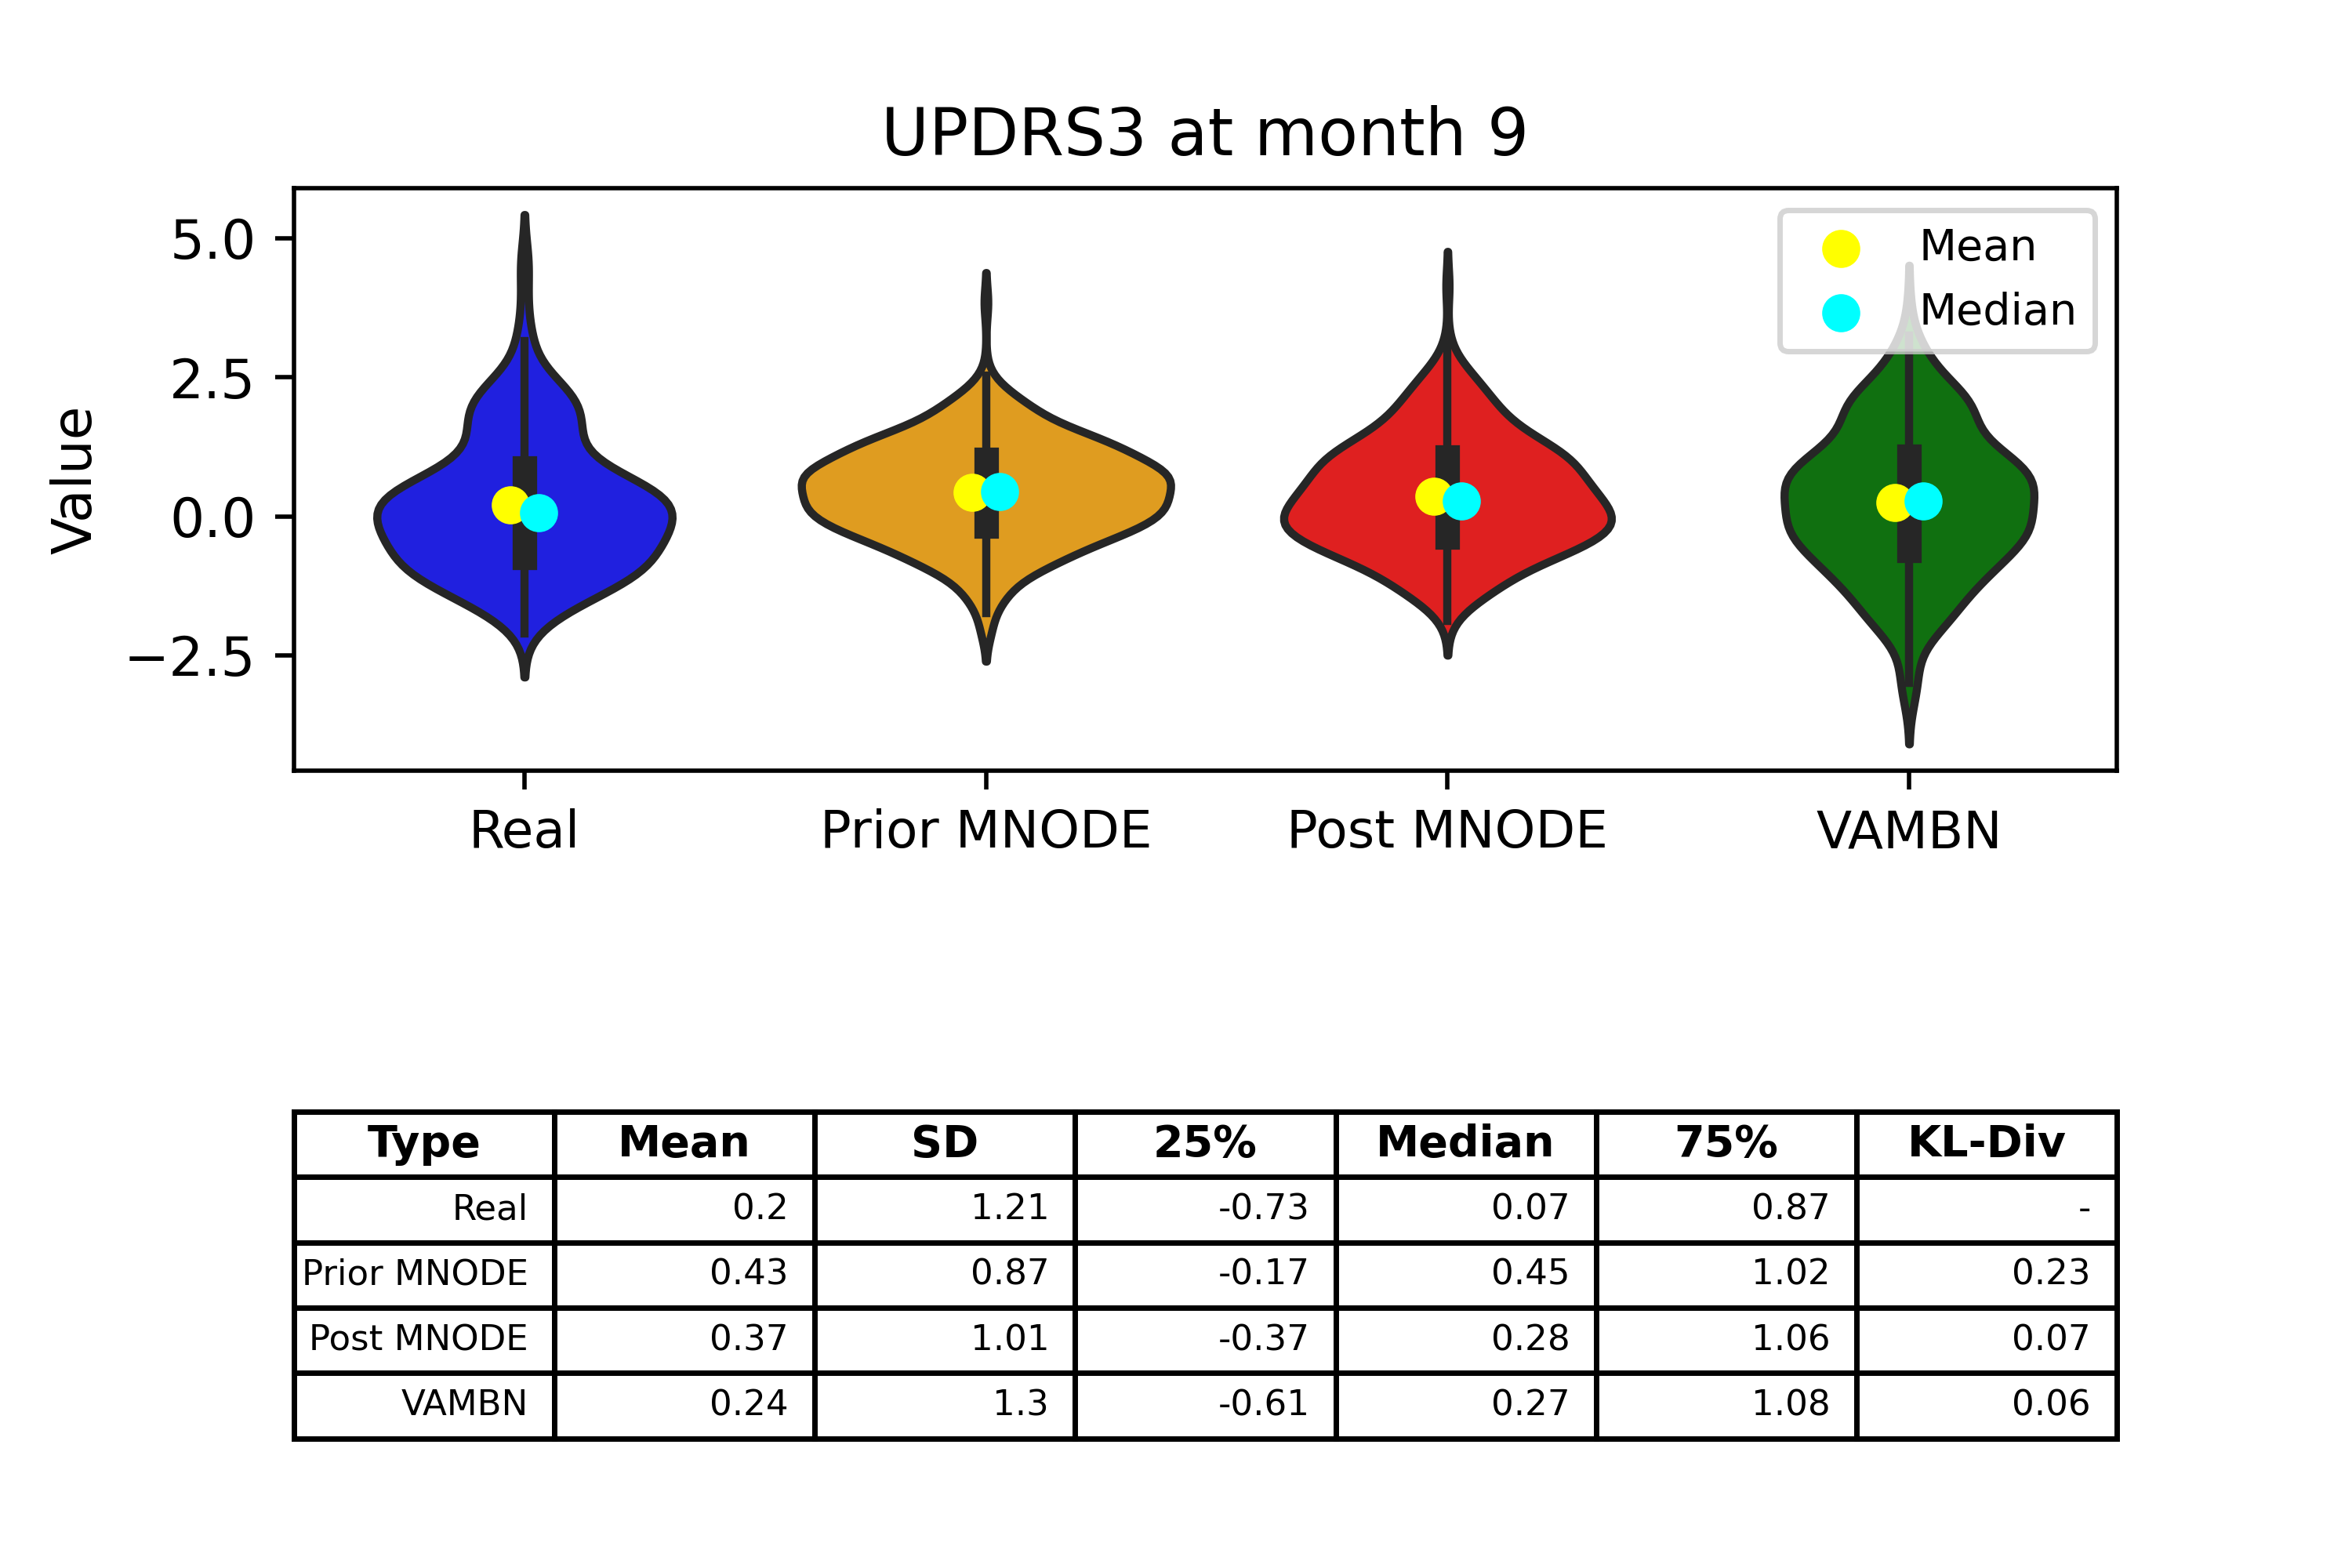 UPDRS3 at month 9
Mean
Median
5.0
2.5
0.0
−2.5
Value
Real Prior MNODE Post MNODE VAMBN
Type Mean SD 25% Median 75% KL-Div
Real 0.2 1.21 -0.73 0.07 0.87 -
Prior MNODE 0.43 0.87 -0.17 0.45 1.02 0.23
Post MNODE 0.37 1.01 -0.37 0.28 1.06 0.07
VAMBN 0.24 1.3 -0.61 0.27 1.08 0.06